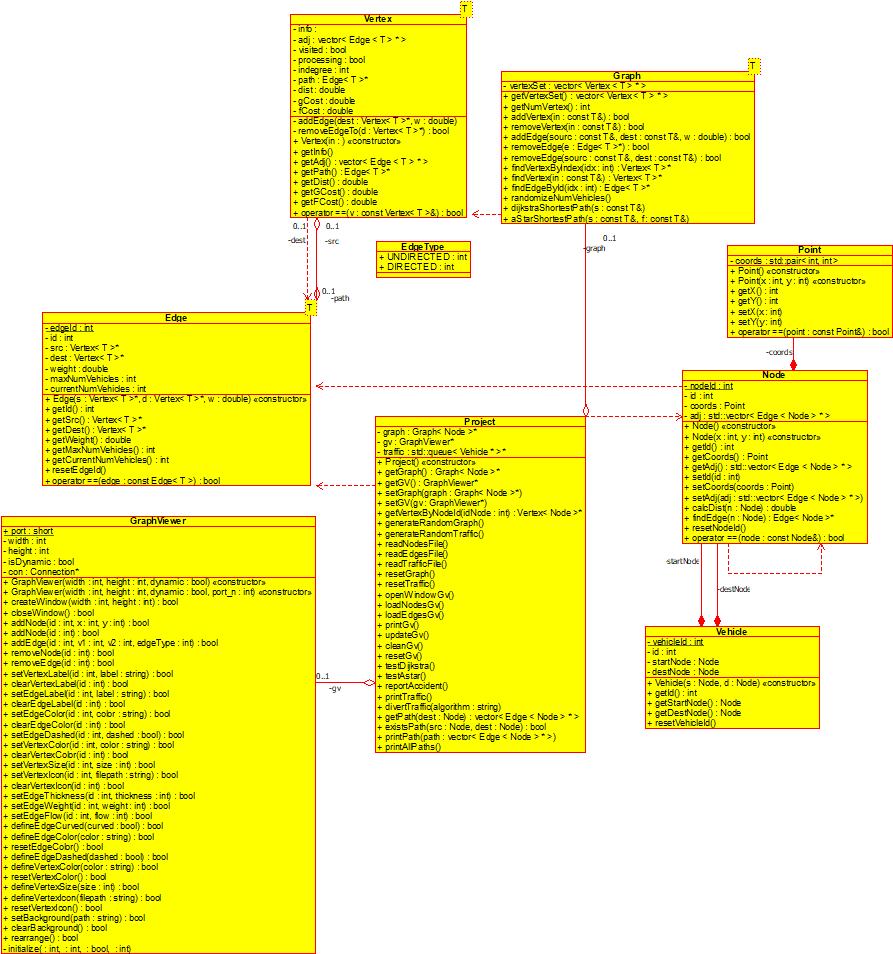 T
Vertex
- info :
- adj : vector< Edge < T > * >
- visited : bool
- processing : bool
- indegree : int
- path : Edge< T >*
- dist : double
- gCost : double
- fCost : double
- addEdge(dest : Vertex< T >*, w : double)
- removeEdgeTo(d : Vertex< T >*) : bool
+ Vertex(in : ) «constructor»
+ getInfo()
+ getAdj() : vector< Edge < T > * >
+ getPath() : Edge< T >*
+ getDist() : double
+ getGCost() : double
+ getFCost() : double
+ operator ==(v : const Vertex< T >&) : bool
T
Graph
- vertexSet : vector< Vertex < T > * >
+ getVertexSet() : vector< Vertex < T > * >
+ getNumVertex() : int
+ addVertex(in : const T&) : bool
+ removeVertex(in : const T&) : bool
+ addEdge(sourc : const T&, dest : const T&, w : double) : bool
+ removeEdge(e : Edge< T >*) : bool
+ removeEdge(sourc : const T&, dest : const T&) : bool
+ findVertexByIndex(idx : int) : Vertex< T >*
+ findVertex(in : const T&) : Vertex< T >*
+ findEdgeById(idx : int) : Edge< T >*
+ randomizeNumVehicles()
+ dijkstraShortestPath(s : const T&)
+ aStarShortestPath(s : const T&, f : const T&)
0..1
0..1
-dest
-src
0..1
-path
0..1
-graph
EdgeType
+ UNDIRECTED : int
+ DIRECTED : int
Point
- coords : std::pair< int, int>
+ Point() «constructor»
+ Point(x : int, y : int) «constructor»
+ getX() : int
+ getY() : int
+ setX(x : int)
+ setY(y : int)
+ operator ==(point : const Point&) : bool
-coords
T
Edge
- edgeId : int
- id : int
- src : Vertex< T >*
- dest : Vertex< T >*
- weight : double
- maxNumVehicles : int
- currentNumVehicles : int
+ Edge(s : Vertex< T >*, d : Vertex< T >*, w : double) «constructor»
+ getId() : int
+ getSrc() : Vertex< T >*
+ getDest() : Vertex< T >*
+ getWeight() : double
+ getMaxNumVehicles() : int
+ getCurrentNumVehicles() : int
+ resetEdgeId()
+ operator ==(edge : const Edge< T >) : bool
Node
- nodeId : int
- id : int
- coords : Point
- adj : std::vector< Edge < Node > * >
+ Node() «constructor»
+ Node(x : int, y : int) «constructor»
+ getId() : int
+ getCoords() : Point
+ getAdj() : std::vector< Edge < Node > * >
+ setId(id : int)
+ setCoords(coords : Point)
+ setAdj(adj : std::vector< Edge < Node > * >)
+ calcDist(n : Node) : double
+ findEdge(n : Node) : Edge< Node >*
+ resetNodeId()
+ operator ==(node : const Node&) : bool
Project
- graph : Graph< Node >*
- gv : GraphViewer*
- traffic : std::queue< Vehicle * >*
+ Project() «constructor»
+ getGraph() : Graph< Node >*
+ getGV() : GraphViewer*
+ setGraph(graph : Graph< Node >*)
+ setGV(gv : GraphViewer*)
+ getVertexByNodeId(idNode : int) : Vertex< Node >*
+ generateRandomGraph()
+ generateRandomTraffic()
+ readNodesFile()
+ readEdgesFile()
+ readTrafficFile()
+ resetGraph()
+ resetTraffic()
+ openWindowGv()
+ loadNodesGv()
+ loadEdgesGv()
+ printGv()
+ updateGv()
+ cleanGv()
+ resetGv()
+ testDijkstra()
+ testAstar()
+ reportAccident()
+ printTraffic()
+ divertTraffic(algorithm : string)
+ getPath(dest : Node) : vector< Edge < Node > * >
+ existsPath(src : Node, dest : Node) : bool
+ printPath(path : vector< Edge < Node > * >)
+ printAllPaths()
GraphViewer
+ port : short
- width : int
- height : int
- isDynamic : bool
- con : Connection*
+ GraphViewer(width : int, height : int, dynamic : bool) «constructor»
+ GraphViewer(width : int, height : int, dynamic : bool, port_n : int) «constructor»
+ createWindow(width : int, height : int) : bool
+ closeWindow() : bool
+ addNode(id : int, x : int, y : int) : bool
+ addNode(id : int) : bool
+ addEdge(id : int, v1 : int, v2 : int, edgeType : int) : bool
+ removeNode(id : int) : bool
+ removeEdge(id : int) : bool
+ setVertexLabel(id : int, label : string) : bool
+ clearVertexLabel(id : int) : bool
+ setEdgeLabel(id : int, label : string) : bool
+ clearEdgeLabel(id : int) : bool
+ setEdgeColor(id : int, color : string) : bool
+ clearEdgeColor(id : int) : bool
+ setEdgeDashed(id : int, dashed : bool) : bool
+ setVertexColor(id : int, color : string) : bool
+ clearVertexColor(id : int) : bool
+ setVertexSize(id : int, size : int) : bool
+ setVertexIcon(id : int, filepath : string) : bool
+ clearVertexIcon(id : int) : bool
+ setEdgeThickness(id : int, thickness : int) : bool
+ setEdgeWeight(id : int, weight : int) : bool
+ setEdgeFlow(id : int, flow : int) : bool
+ defineEdgeCurved(curved : bool) : bool
+ defineEdgeColor(color : string) : bool
+ resetEdgeColor() : bool
+ defineEdgeDashed(dashed : bool) : bool
+ defineVertexColor(color : string) : bool
+ resetVertexColor() : bool
+ defineVertexSize(size : int) : bool
+ defineVertexIcon(filepath : string) : bool
+ resetVertexIcon() : bool
+ setBackground(path : string) : bool
+ clearBackground() : bool
+ rearrange() : bool
- initialize( : int, : int, : bool, : int)
0..1
-gv
-startNode
-destNode
Vehicle
- vehicleId : int
- id : int
- startNode : Node
- destNode : Node
+ Vehicle(s : Node, d : Node) «constructor»
+ getId() : int
+ getStartNode() : Node
+ getDestNode() : Node
+ resetVehicleId()